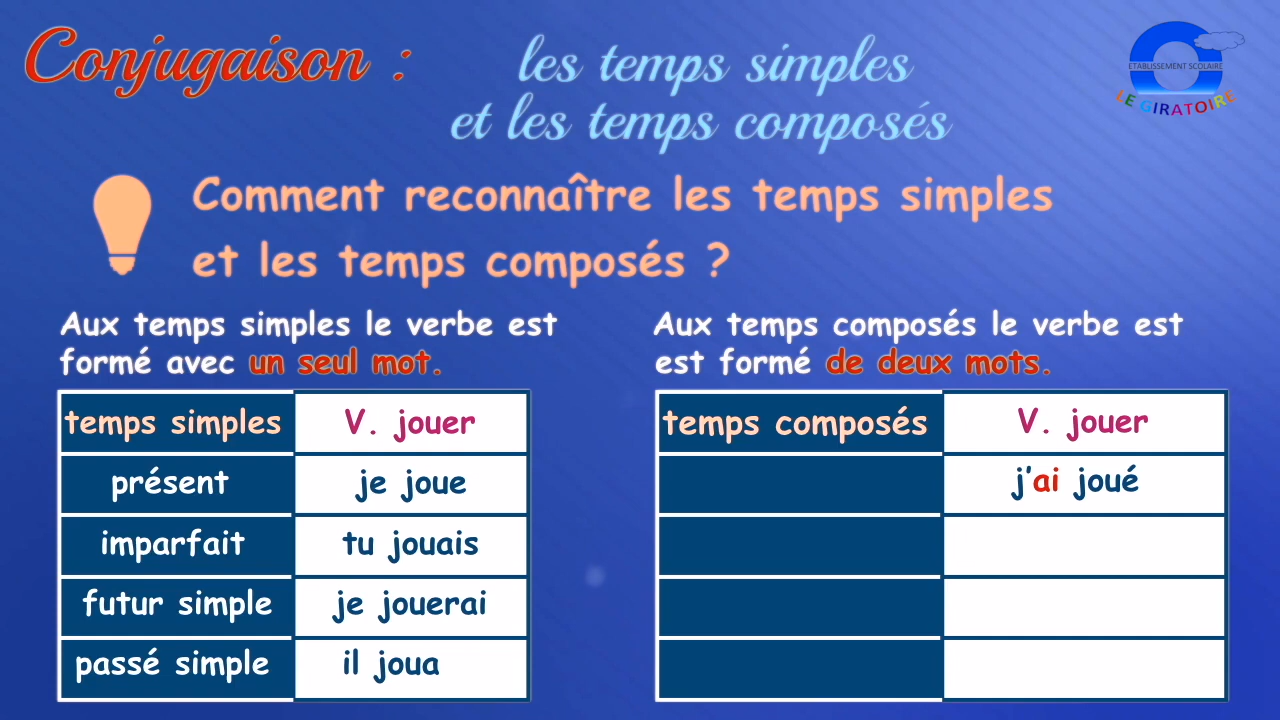 Conjugaison :
les temps simples
et les temps composés
ETABLISSEMENT SCOLAIRE
LE GIRATOIRE
Comment reconnaître les temps simples
et les temps composés ?
Aux temps simples le verbe est
formé avec un seul mot.
temps simples V. jouer
présent je joue
imparfait tu jouais
futur simple je jouerai
passé simple il joua
Aux temps composés le verbe est
est formé de deux mots.
temps composés V. jouer
j'ai joué